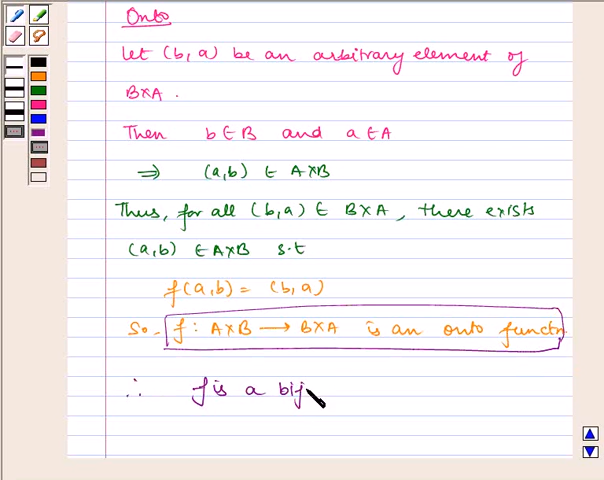 Onto
Let (b, a) be an arbitrary element of
B×A .
Then b∈B and a∈A
⇒ (a,b) ∈ A×B
Thus, for all (b,a) ∈ B×A, there exists
(a,b) ∈ A×B s.t
f(a,b) = (b,a)
So- f: A×B → B×A is an onto functn
∴ f is a bij